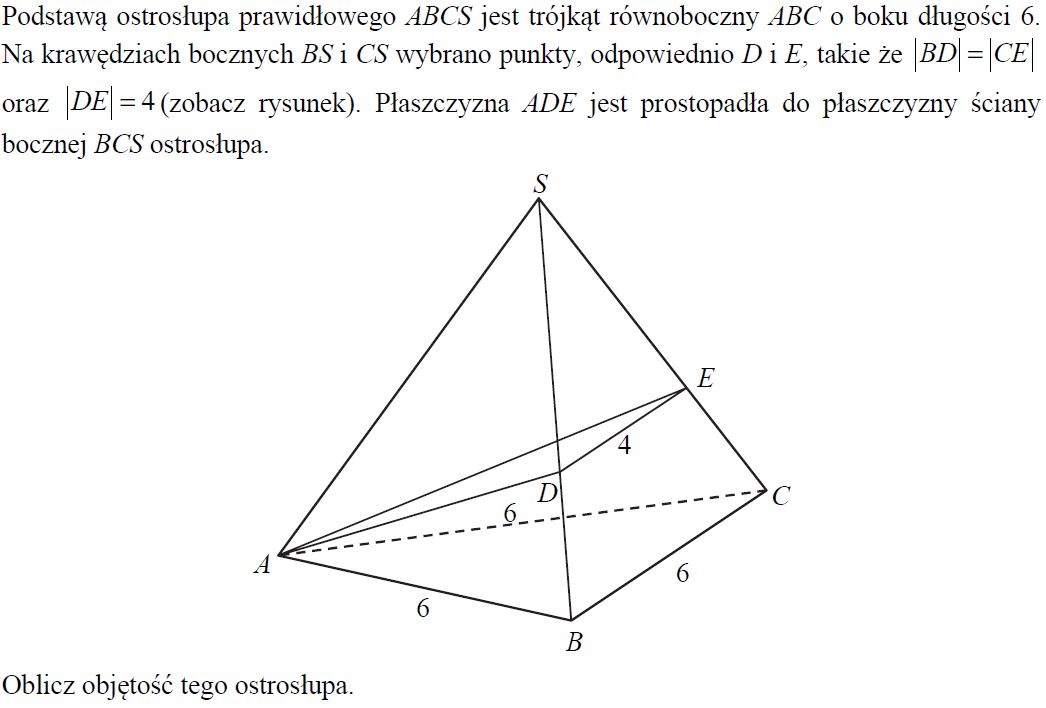 Podstawą ostrosłupa prawidłowego ABCS jest trójkąt równoboczny ABC o boku długości 6.
Na krawędziach bocznych BS i CS wybrano punkty, odpowiednio D i E, takie że |BD|=|CE|
oraz |DE|=4 (zobacz rysunek). Płaszczyzna ADE jest prostopadła do płaszczyzny ściany
bocznej BCS ostrosłupa.
S
E
4
D
C
6
A
6
6
B
Oblicz objętość tego ostrosłupa.